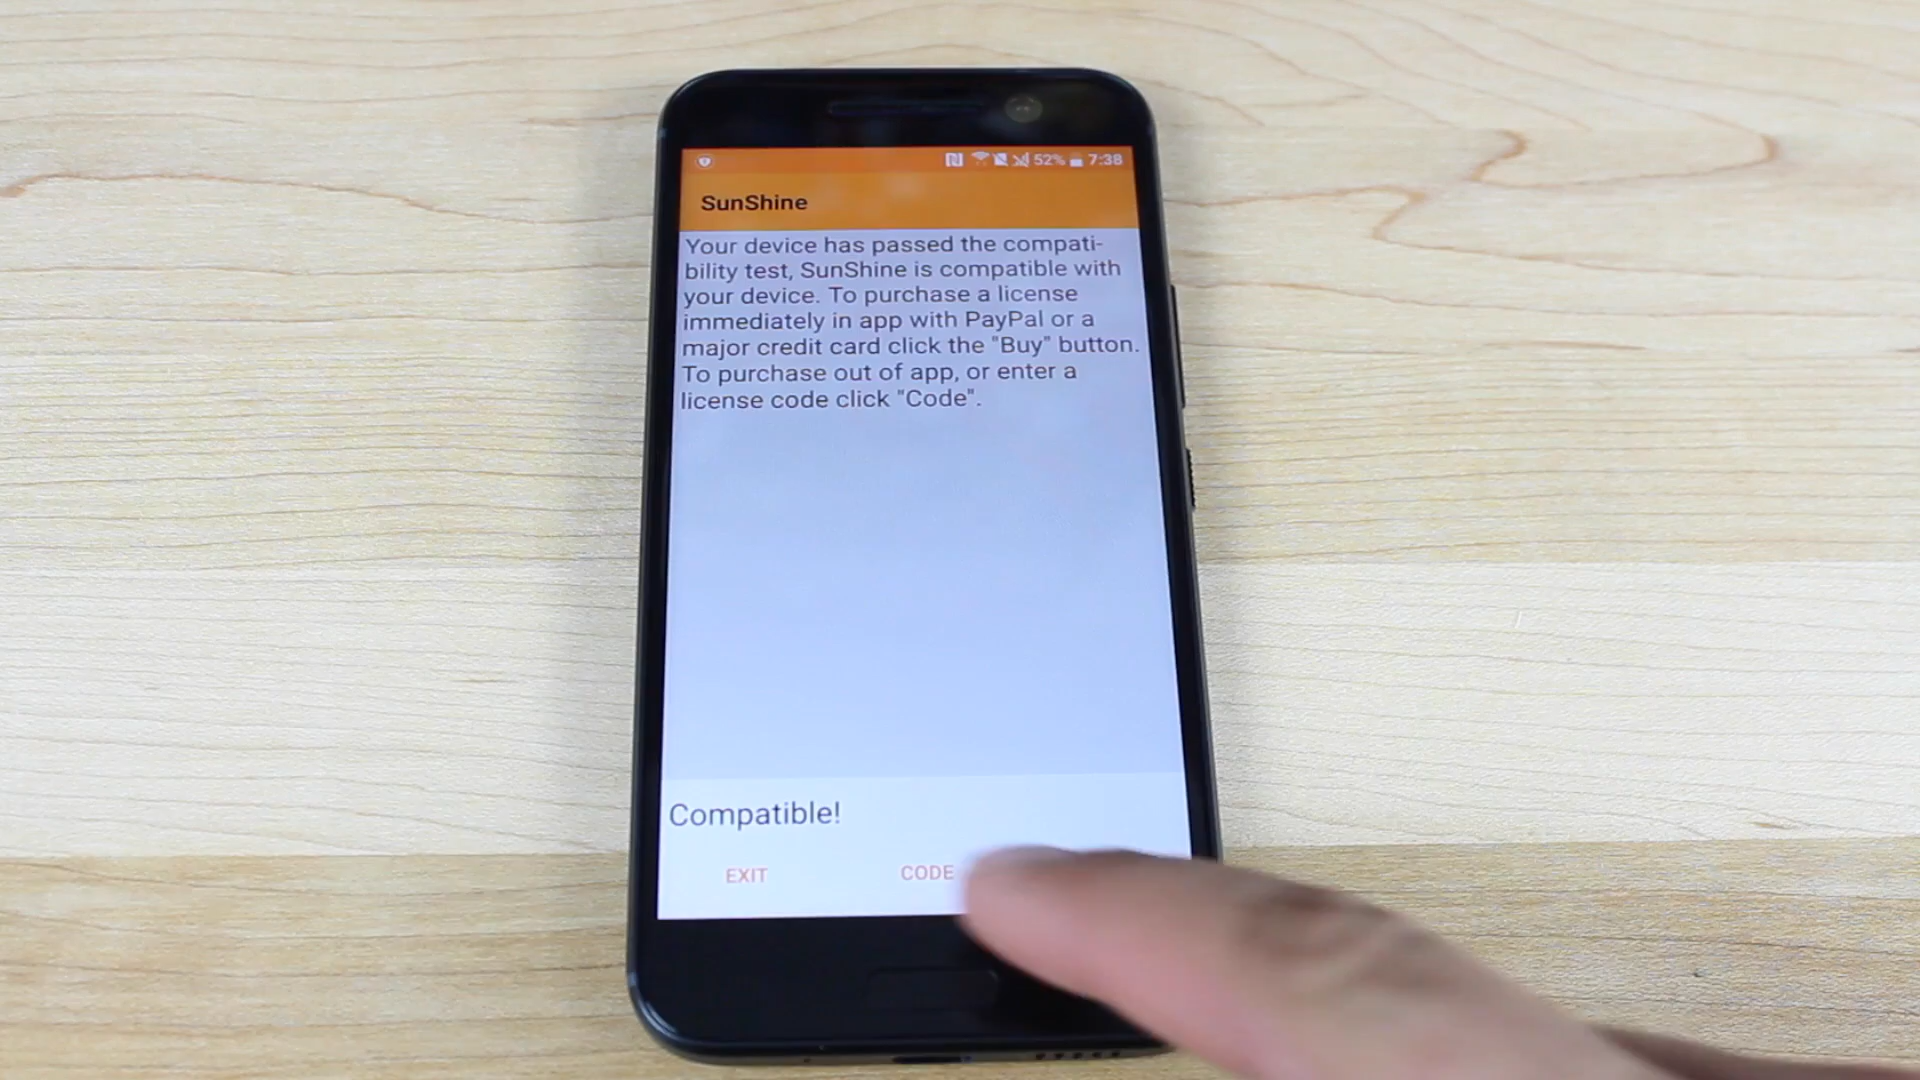 52% 7:38
SunShine
Your device has passed the compati-
bility test, SunShine is compatible with
your device. To purchase a license
immediately in app with PayPal or a
major credit card click the "Buy" button.
To purchase out of app, or enter a
license code click "Code".
Compatible!
EXIT CODE